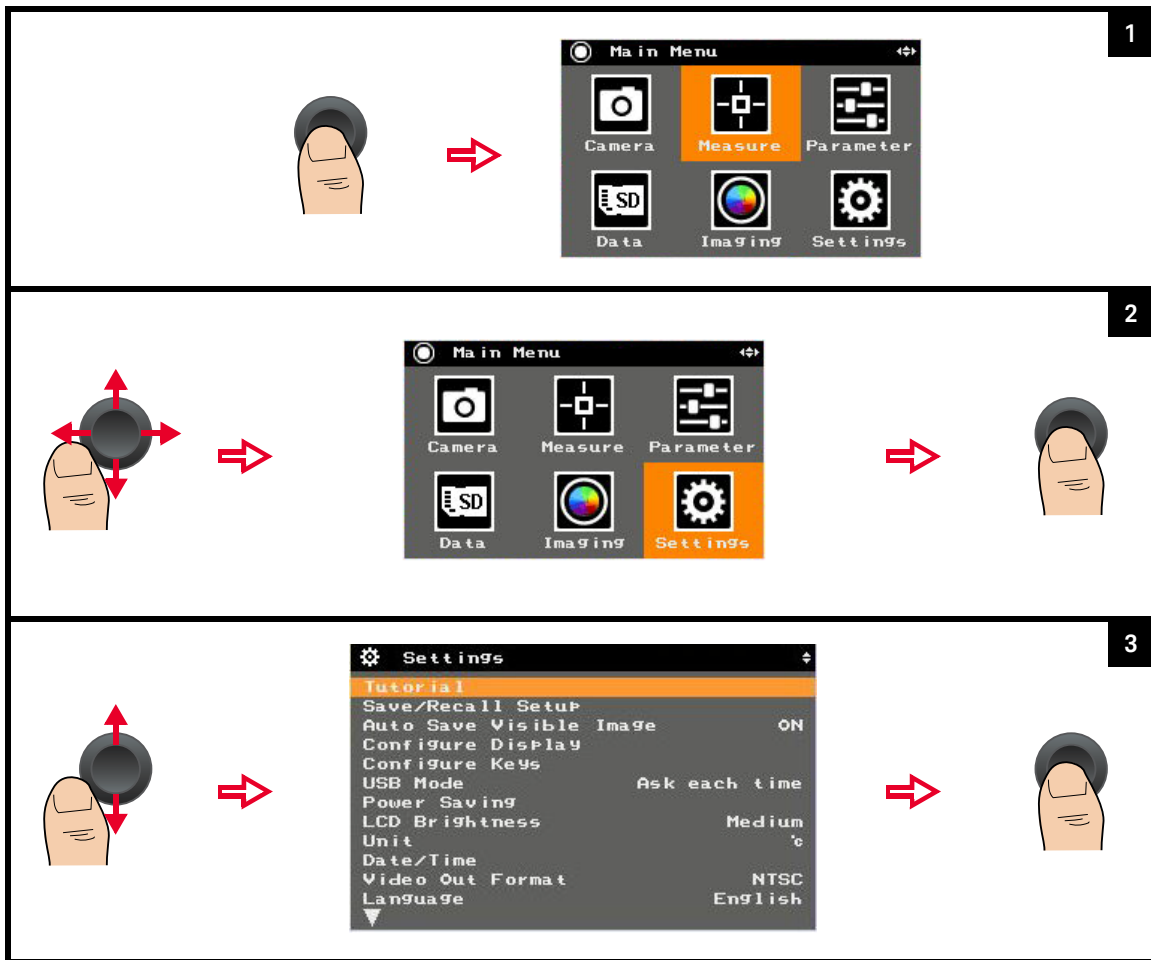 1
Main Menu
Camera Measure Parameter
Data Imaging Settings
SD
2
Main Menu
Camera Measure Parameter
SD
Data Imaging Settings
3
Settings
Tutorial
Save/Recall Setup
Auto Save Visible Image ON
Configure Display
Configure Keys
USB Mode Ask each time
Power Saving
LCD Brightness Medium
Unit °c
Date/Time
Video Out Format NTSC
Language English